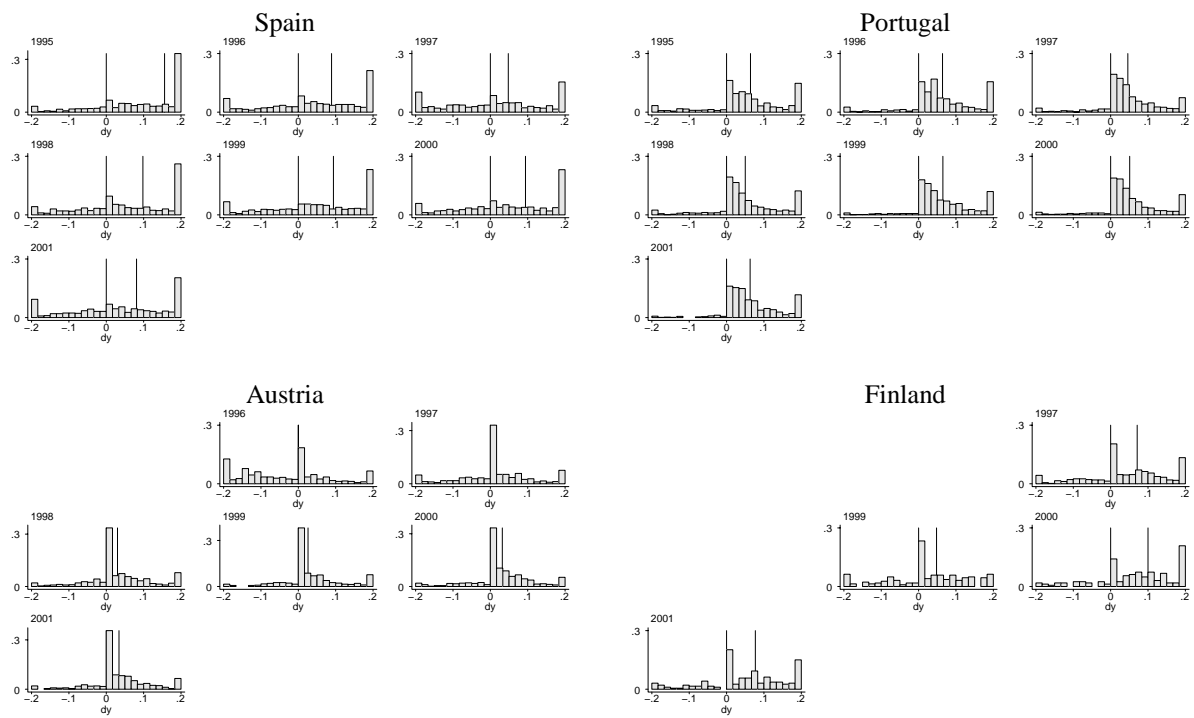 Spain
1995
.3
0
−.2 −.1 0 .1 .2
dy
1996
.3
0
−.2 −.1 0 .1 .2
dy
1997
.3
0
−.2 −.1 0 .1 .2
dy
1998
.3
0
−.2 −.1 0 .1 .2
dy
1999
.3
0
−.2 −.1 0 .1 .2
dy
2000
.3
0
−.2 −.1 0 .1 .2
dy
2001
.3
0
−.2 −.1 0 .1 .2
dy
Portugal
1995
.3
0
−.2 −.1 0 .1 .2
dy
1996
.3
0
−.2 −.1 0 .1 .2
dy
1997
.3
0
−.2 −.1 0 .1 .2
dy
1998
.3
0
−.2 −.1 0 .1 .2
dy
1999
.3
0
−.2 −.1 0 .1 .2
dy
2000
.3
0
−.2 −.1 0 .1 .2
dy
2001
.3
0
−.2 −.1 0 .1 .2
dy
Austria
1996
.3
0
−.2 −.1 0 .1 .2
dy
1997
.3
0
−.2 −.1 0 .1 .2
dy
1998
.3
0
−.2 −.1 0 .1 .2
dy
1999
.3
0
−.2 −.1 0 .1 .2
dy
2000
.3
0
−.2 −.1 0 .1 .2
dy
2001
.3
0
−.2 −.1 0 .1 .2
dy
Finland
1997
.3
0
−.2 −.1 0 .1 .2
dy
1999
.3
0
−.2 −.1 0 .1 .2
dy
2000
.3
0
−.2 −.1 0 .1 .2
dy
2001
.3
0
−.2 −.1 0 .1 .2
dy